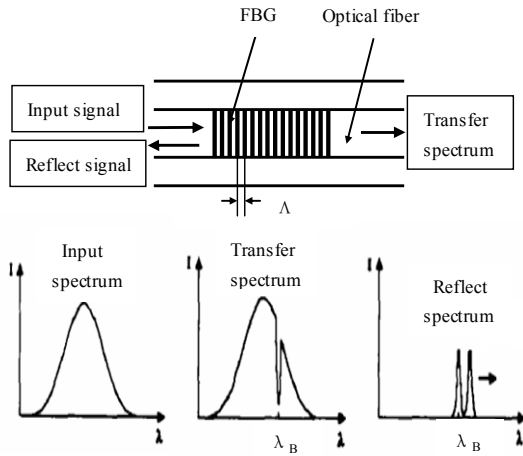 FBG
Optical fiber
Input signal
Reflect signal
Transfer
spectrum
Λ
Input
spectrum
Transfer
spectrum
Reflect
spectrum
I
I
I
λ
λ
λ
λ B
λ B